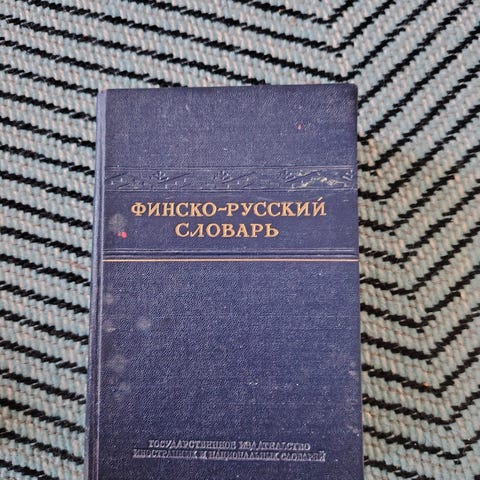 ФИНСКО-РУССКИЙ
СЛОВАРЬ
ГОСУДАРСТВЕННОЕ ИЗДАТЕЛЬСТВО
ИНОСТРАННЫХ И НАЦИОНАЛЬНЫХ СЛОВАРЕЙ